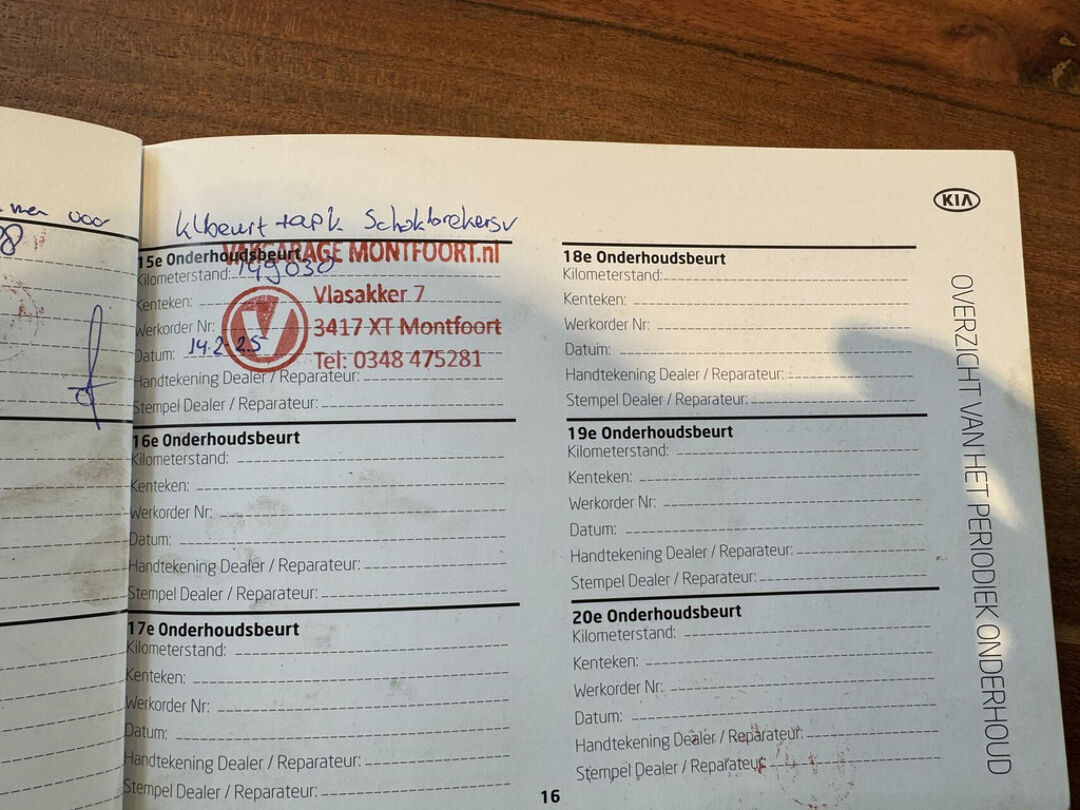 voor
klbeurt + apk Schokbrekers v
KIA
15e Onderhoudsbeurt
VAKGARAGE MONTFOORT.nl
Kilometerstand: 149030
Kenteken:
Vlasakker 7
Werkorder Nr:
3417 XT Montfoort
Datum: 14-2-25
Tel: 0348 475281
Handtekening Dealer / Reparateur:
Stempel Dealer / Reparateur:
16e Onderhoudsbeurt
Kilometerstand:
Kenteken:
Werkorder Nr:
Datum:
Handtekening Dealer / Reparateur:
Stempel Dealer / Reparateur:
17e Onderhoudsbeurt
Kilometerstand:
Kenteken:
Werkorder Nr:
Datum:
Handtekening Dealer / Reparateur:
Stempel Dealer / Reparateur:
18e Onderhoudsbeurt
Kilometerstand:
Kenteken:
Werkorder Nr:
Datum:
Handtekening Dealer / Reparateur:
Stempel Dealer / Reparateur:
19e Onderhoudsbeurt
Kilometerstand:
Kenteken:
Werkorder Nr:
Datum:
Handtekening Dealer / Reparateur:
Stempel Dealer / Reparateur:
20e Onderhoudsbeurt
Kilometerstand:
Kenteken:
Werkorder Nr:
Datum:
Handtekening Dealer / Reparateur:
Stempel Dealer / Reparateur:
OVERZICHT VAN HET PERIODIEK ONDERHOUD
16